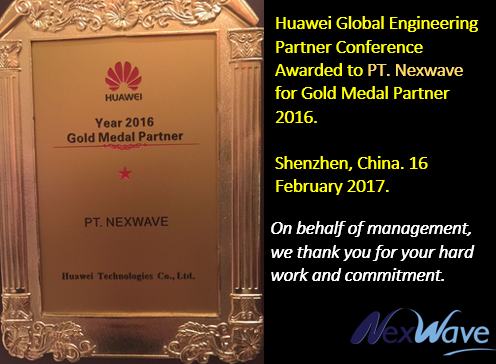 HUAWEI
Year 2016
Gold Medal Partner
PT. NEXWAVE
Huawei Technologies Co., Ltd.
Huawei Global Engineering
Partner Conference
Awarded to PT. Nexwave
for Gold Medal Partner
2016.
Shenzhen, China. 16
February 2017.
On behalf of management,
we thank you for your hard
work and commitment.
NexWave